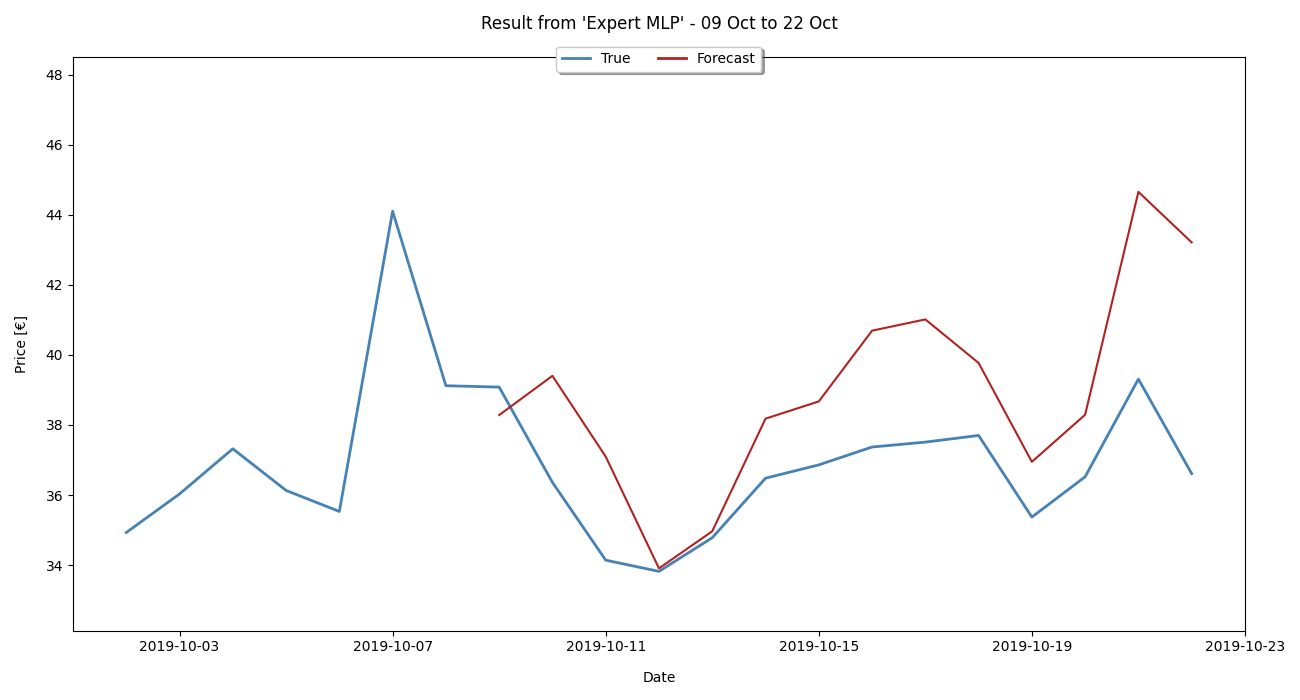 Result from 'Expert MLP' - 09 Oct to 22 Oct
True Forecast
48
46
44
42
40
38
36
34
Price [€]
2019-10-03 2019-10-07 2019-10-11 2019-10-15 2019-10-19 2019-10-23
Date